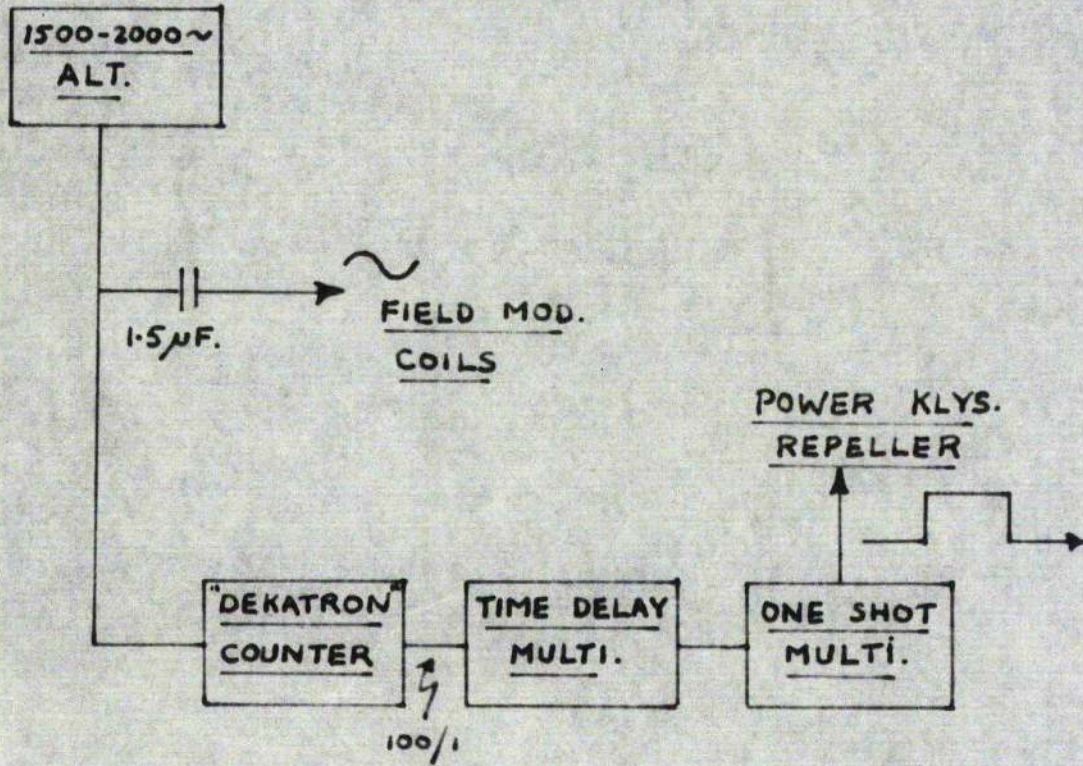 1500-2000~
ALT.
1.5μF.
FIELD MOD.
COILS
POWER KLYS.
REPELLER
"DEKATRON"
COUNTER
100/1
TIME DELAY
MULTI.
ONE SHOT
MULTI.